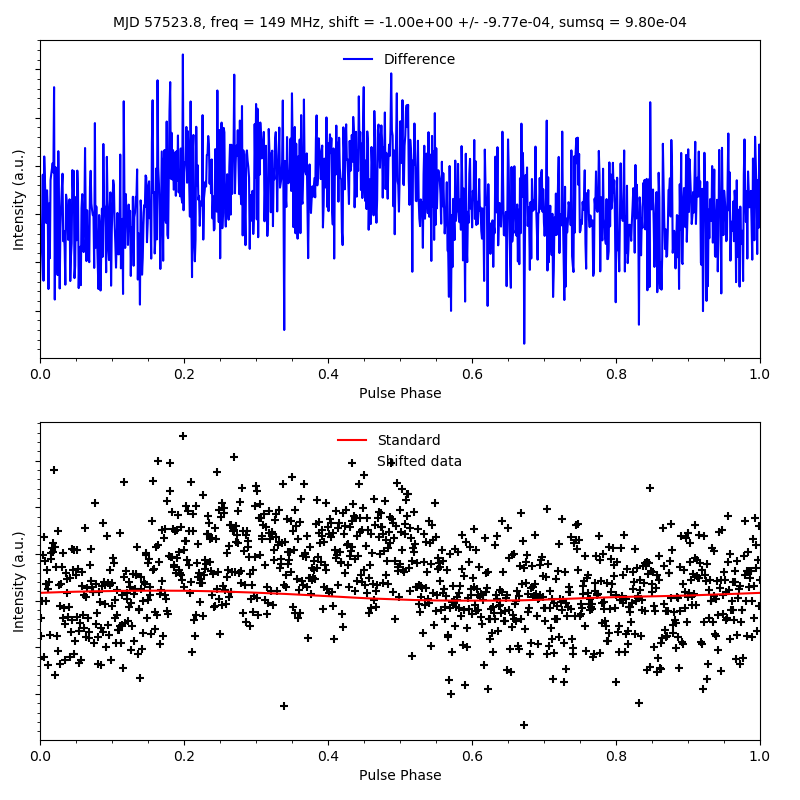 MJD 57523.8, freq = 149 MHz, shift = -1.00e+00 +/- -9.77e-04, sumsq = 9.80e-04
Difference
Intensity (a.u.)
0.0 0.2 0.4 0.6 0.8 1.0
Pulse Phase
Standard
Shifted data
Intensity (a.u.)
0.0 0.2 0.4 0.6 0.8 1.0
Pulse Phase